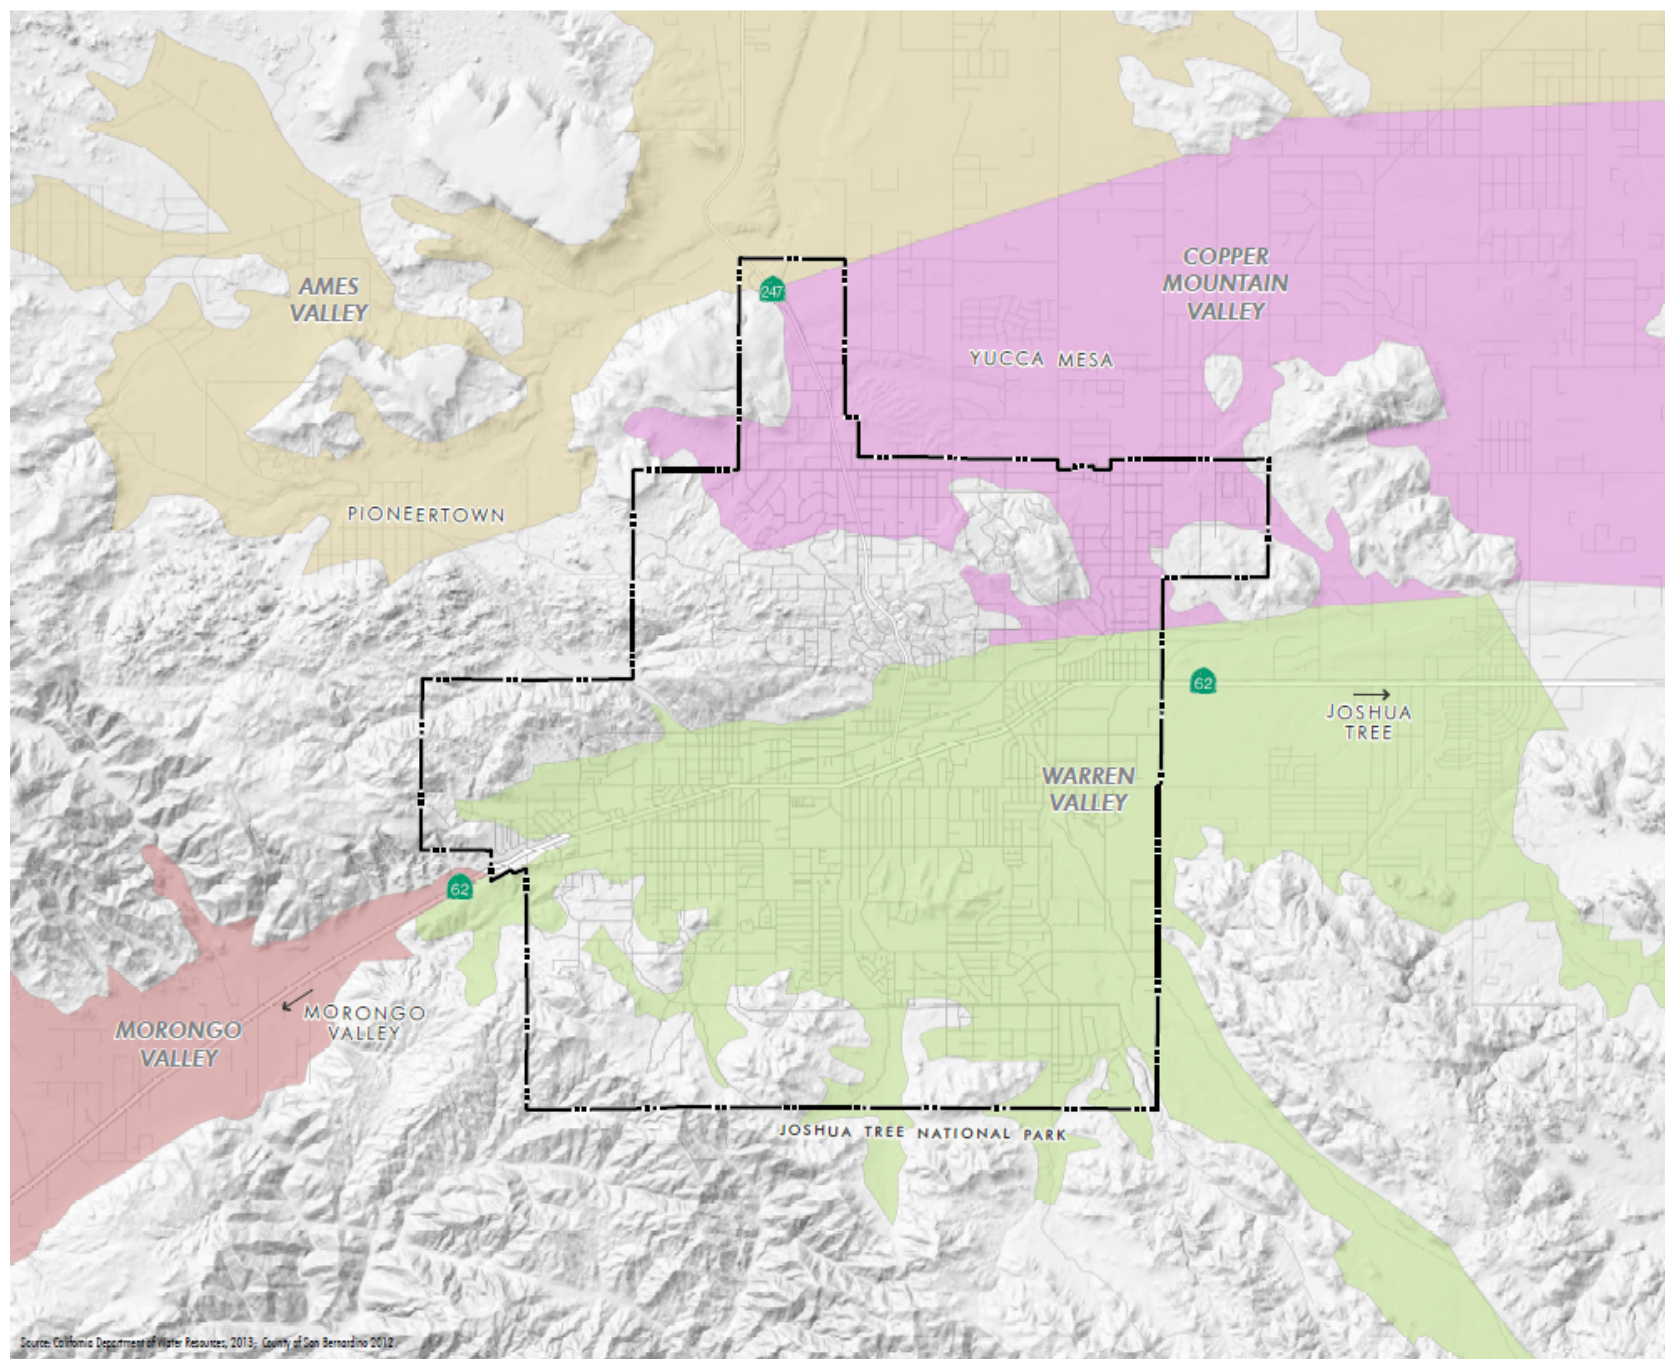 AMES
VALLEY
COPPER
MOUNTAIN
VALLEY
247
YUCCA MESA
PIONEERTOWN
62
JOSHUA
TREE
WARREN
VALLEY
62
MORONGO
VALLEY
MORONGO
VALLEY
JOSHUA TREE NATIONAL PARK
Source: California Department of Water Resources, 2013; County of San Bernardino 2012